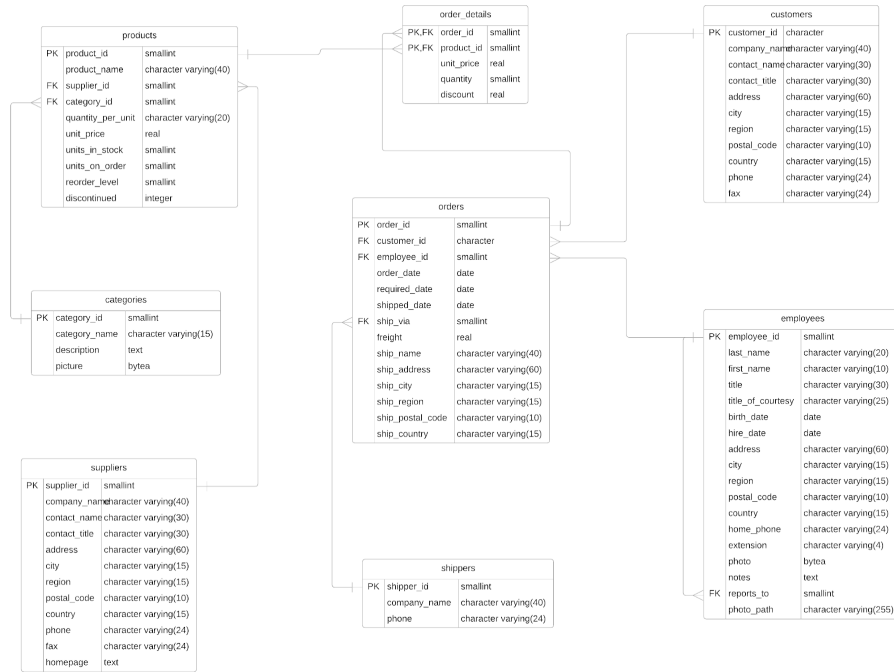 products
PK product_id smallint
product_name character varying(40)
FK supplier_id smallint
FK category_id smallint
quantity_per_unit character varying(20)
unit_price real
units_in_stock smallint
units_on_order smallint
reorder_level smallint
discontinued integer
order_details
PK,FK order_id smallint
PK,FK product_id smallint
unit_price real
quantity smallint
discount real
customers
PK customer_id character
company_name character varying(40)
contact_name character varying(30)
contact_title character varying(30)
address character varying(60)
city character varying(15)
region character varying(15)
postal_code character varying(10)
country character varying(15)
phone character varying(24)
fax character varying(24)
orders
PK order_id smallint
FK customer_id character
FK employee_id smallint
order_date date
required_date date
shipped_date date
FK ship_via smallint
freight real
ship_name character varying(40)
ship_address character varying(60)
ship_city character varying(15)
ship_region character varying(15)
ship_postal_code character varying(10)
ship_country character varying(15)
categories
PK category_id smallint
category_name character varying(15)
description text
picture bytea
employees
PK employee_id smallint
last_name character varying(20)
first_name character varying(10)
title character varying(30)
title_of_courtesy character varying(25)
birth_date date
hire_date date
address character varying(60)
city character varying(15)
region character varying(15)
postal_code character varying(10)
country character varying(15)
home_phone character varying(24)
extension character varying(4)
photo bytea
notes text
FK reports_to smallint
photo_path character varying(255)
suppliers
PK supplier_id smallint
company_name character varying(40)
contact_name character varying(30)
contact_title character varying(30)
address character varying(60)
city character varying(15)
region character varying(15)
postal_code character varying(10)
country character varying(15)
phone character varying(24)
fax character varying(24)
homepage text
shippers
PK shipper_id smallint
company_name character varying(40)
phone character varying(24)